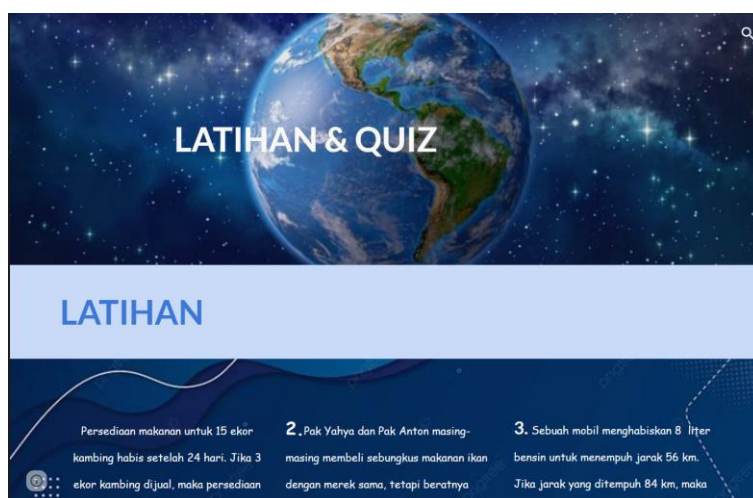 LATIHAN & QUIZ
LATIHAN
Persediaan makanan untuk 15 ekor
kambing habis setelah 24 hari. Jika 3
ekor kambing dijual, maka persediaan
2. Pak Yahya dan Pak Anton masing-
masing membeli sebungkus makanan ikan
dengan merek sama, tetapi beratnya
3. Sebuah mobil menghabiskan 8 liter
bensin untuk menempuh jarak 56 km.
Jika jarak yang ditempuh 84 km, maka